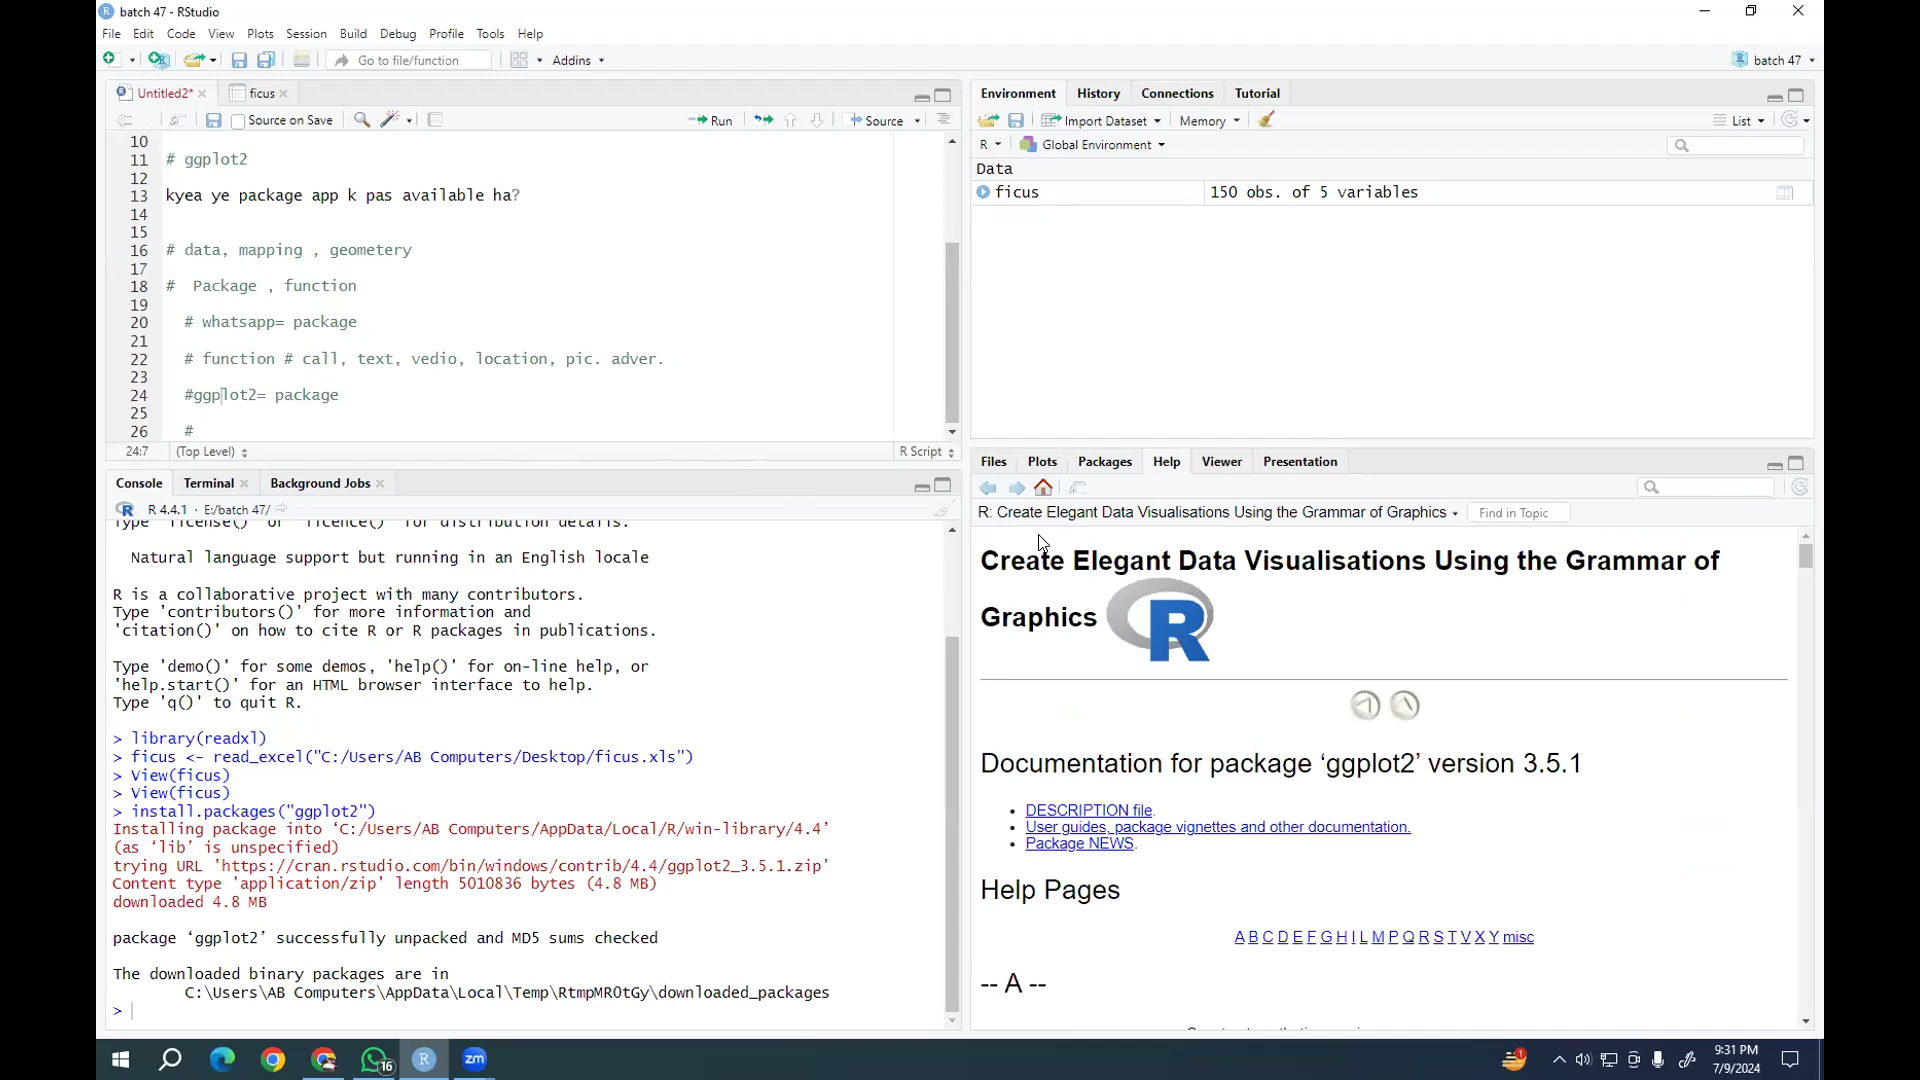 batch 47 - RStudio
File Edit Code View Plots Session Build Debug Profile Tools Help
Go to file/function Addins batch 47
Untitled2* ficus
Source on Save Run Source
10
11 # ggplot2
12
13 kyea ye package app k pas available ha?
14
15
16 # data, mapping , geometery
17
18 #  Package , function
19
20 # whatsapp= package
21
22 # function # call, text, vedio, location, pic. adver.
23
24 #ggplot2= package
25
26 #
24:7 (Top Level) R Script
Console Terminal Background Jobs
R 4.4.1 · E:/batch 47/
Type 'license()' or 'licence()' for distribution details.
Natural language support but running in an English locale
R is a collaborative project with many contributors.
Type 'contributors()' for more information and
'citation()' on how to cite R or R packages in publications.
Type 'demo()' for some demos, 'help()' for on-line help, or
'help.start()' for an HTML browser interface to help.
Type 'q()' to quit R.
> library(readxl)
> ficus <- read_excel("C:/Users/AB Computers/Desktop/ficus.xls")
> View(ficus)
> View(ficus)
> install.packages("ggplot2")
Installing package into ‘C:/Users/AB Computers/AppData/Local/R/win-library/4.4’
(as ‘lib’ is unspecified)
trying URL 'https://cran.rstudio.com/bin/windows/contrib/4.4/ggplot2_3.5.1.zip'
Content type 'application/zip' length 5010836 bytes (4.8 MB)
downloaded 4.8 MB
package ‘ggplot2’ successfully unpacked and MD5 sums checked
The downloaded binary packages are in
C:\Users\AB Computers\AppData\Local\Temp\RtmpMR0tGy\downloaded_packages
>
Environment History Connections Tutorial
Import Dataset Memory List
R Global Environment
Data
ficus 150 obs. of 5 variables
Files Plots Packages Help Viewer Presentation
R: Create Elegant Data Visualisations Using the Grammar of Graphics Find in Topic
Create Elegant Data Visualisations Using the Grammar of
Graphics R
Documentation for package ‘ggplot2’ version 3.5.1
• DESCRIPTION file.
• User guides, package vignettes and other documentation.
• Package NEWS.
Help Pages
A B C D E F G H I L M P Q R S T V X Y misc
-- A --
16 R zm 1 9:31 PM
7/9/2024